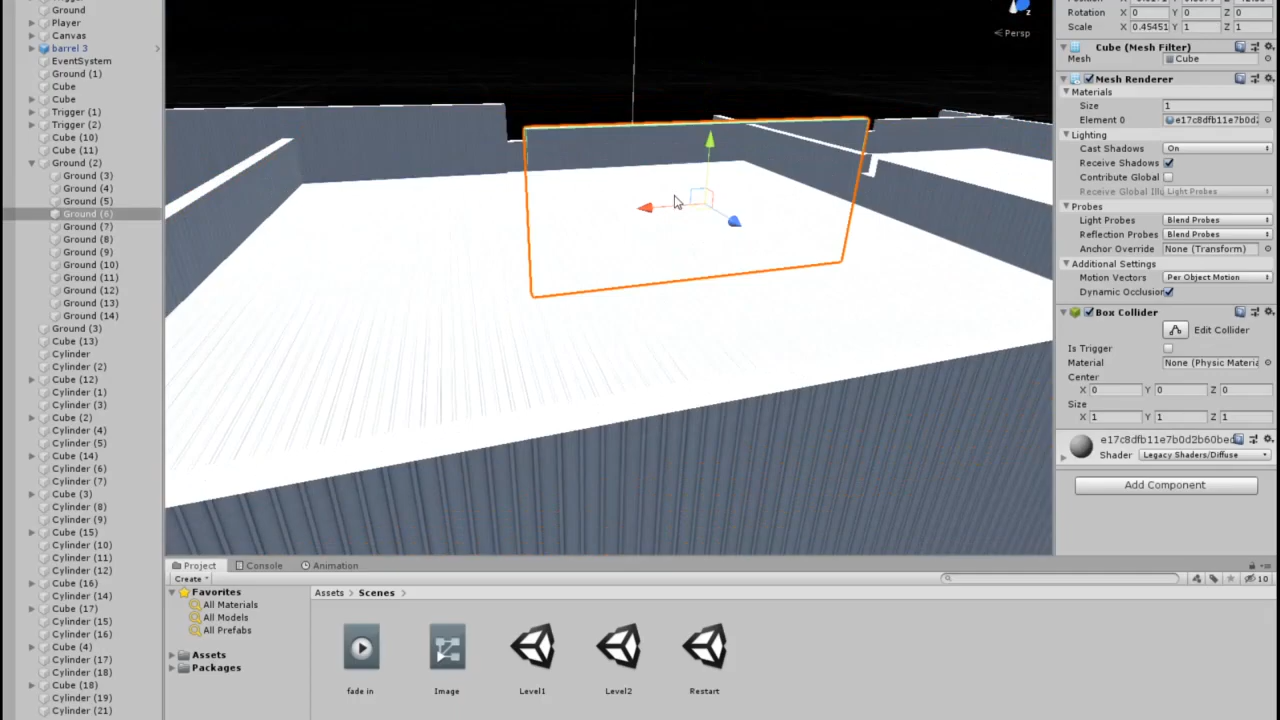 Ground
Player
Canvas
barrel 3
EventSystem
Ground (1)
Cube
Cube
Trigger (1)
Trigger (2)
Cube (10)
Cube (11)
Ground (2)
Ground (3)
Ground (4)
Ground (5)
Ground (6)
Ground (7)
Ground (8)
Ground (9)
Ground (10)
Ground (11)
Ground (12)
Ground (13)
Ground (14)
Ground (3)
Cube (13)
Cylinder
Cylinder (2)
Cube (12)
Cylinder (1)
Cylinder (3)
Cube (2)
Cylinder (4)
Cylinder (5)
Cube (14)
Cylinder (6)
Cylinder (7)
Cube (3)
Cylinder (8)
Cylinder (9)
Cube (15)
Cylinder (10)
Cylinder (11)
Cylinder (12)
Cube (16)
Cylinder (14)
Cube (17)
Cylinder (15)
Cylinder (16)
Cube (4)
Cylinder (17)
Cylinder (18)
Cube (18)
Cylinder (19)
Cylinder (21)
z
Persp
Rotation X 0 Y 0 Z 0
Scale X 0.45451 Y 1 Z 1
Cube (Mesh Filter)
Mesh Cube
Mesh Renderer
Materials
Size 1
Element 0 e17c8dfb11e7b0d2
Lighting
Cast Shadows On
Receive Shadows
Contribute Global
Receive Global Illu Light Probes
Probes
Light Probes Blend Probes
Reflection Probes Blend Probes
Anchor Override None (Transform)
Additional Settings
Motion Vectors Per Object Motion
Dynamic Occlusion
Box Collider
Edit Collider
Is Trigger
Material None (Physic Materia
Center
X 0 Y 0 Z 0
Size
X 1 Y 1 Z 1
e17c8dfb11e7b0d2b60bed
Shader Legacy Shaders/Diffuse
Add Component
Project Console Animation
Create
10
Favorites
All Materials
All Models
All Prefabs
Assets
Packages
Assets > Scenes >
fade in
Image
Level1
Level2
Restart